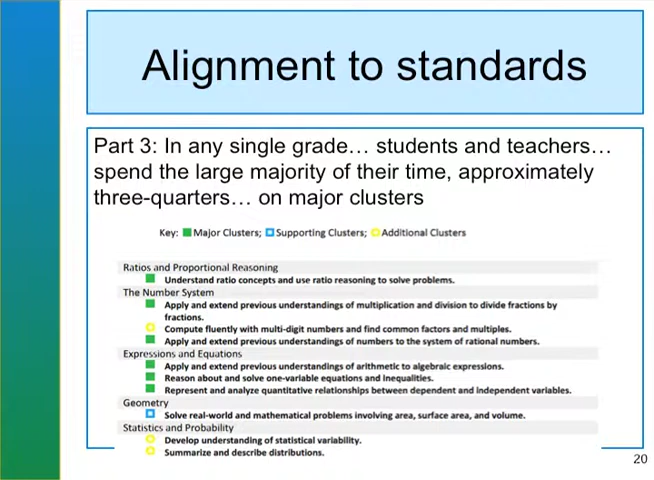 Alignment to standards
Part 3: In any single grade… students and teachers…
spend the large majority of their time, approximately
three-quarters… on major clusters
Key: Major Clusters; Supporting Clusters; Additional Clusters
Ratios and Proportional Reasoning
Understand ratio concepts and use ratio reasoning to solve problems.
The Number System
Apply and extend previous understandings of multiplication and division to divide fractions by
fractions.
Compute fluently with multi-digit numbers and find common factors and multiples.
Apply and extend previous understandings of numbers to the system of rational numbers.
Expressions and Equations
Apply and extend previous understandings of arithmetic to algebraic expressions.
Reason about and solve one-variable equations and inequalities.
Represent and analyze quantitative relationships between dependent and independent variables.
Geometry
Solve real-world and mathematical problems involving area, surface area, and volume.
Statistics and Probability
Develop understanding of statistical variability.
Summarize and describe distributions.
20